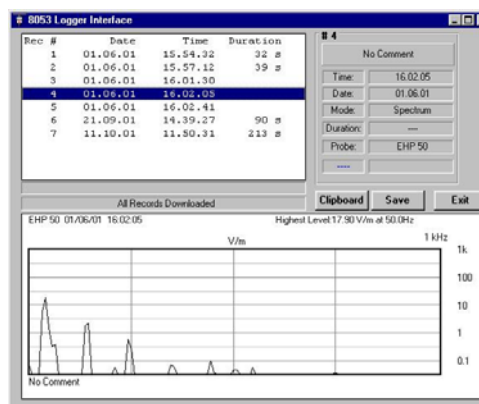 8053 Logger Interface
Rec # Date Time Duration
1 01.06.01 15.54.32 32 s
2 01.06.01 15.57.12 39 s
3 01.06.01 16.01.30
4 01.06.01 16.02.05
5 01.06.01 16.02.41
6 21.09.01 14.39.27 90 s
7 11.10.01 11.50.31 213 s
All Records Downloaded
# 4
No Comment
Time: 16.02.05
Date: 01.06.01
Mode: Spectrum
Duration: ---
Probe: EHP 50
----
Clipboard Save Exit
EHP 50 01/06/01 16:02:05 Highest Level:17.90 V/m at 50.0Hz
V/m 1 kHz
1k
100
10
1
0.1
No Comment